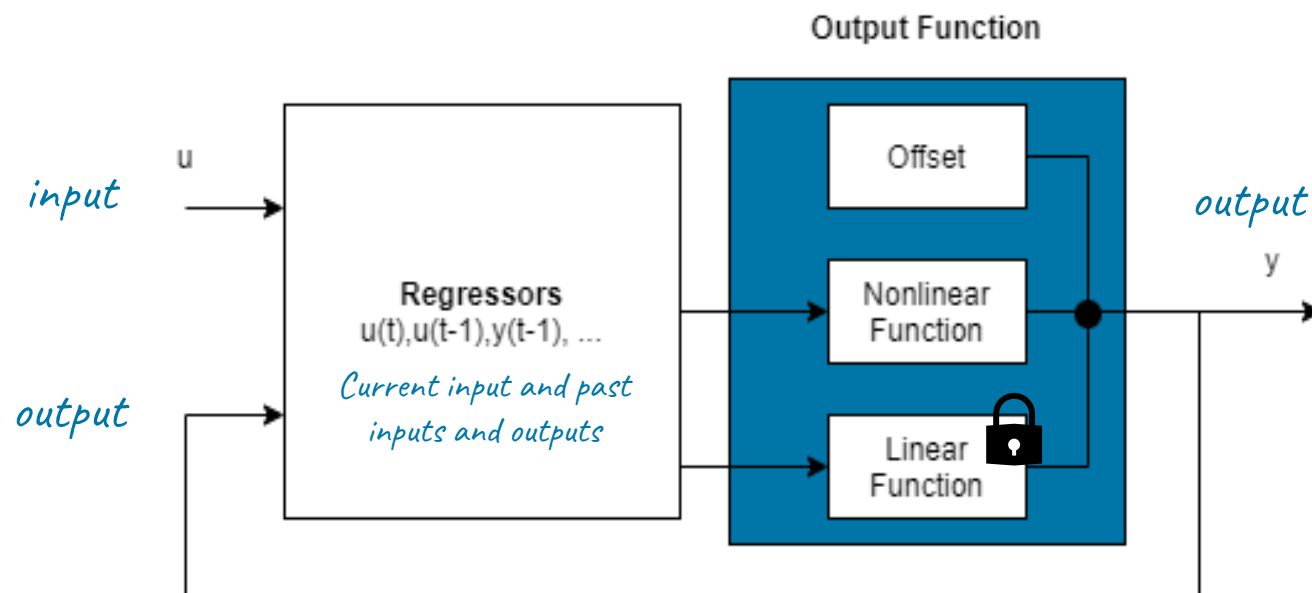 Output Function
u
input
Offset
output
y
Regressors
u(t),u(t-1),y(t-1), ...
Current input and past
inputs and outputs
Nonlinear
Function
output
Linear
Function